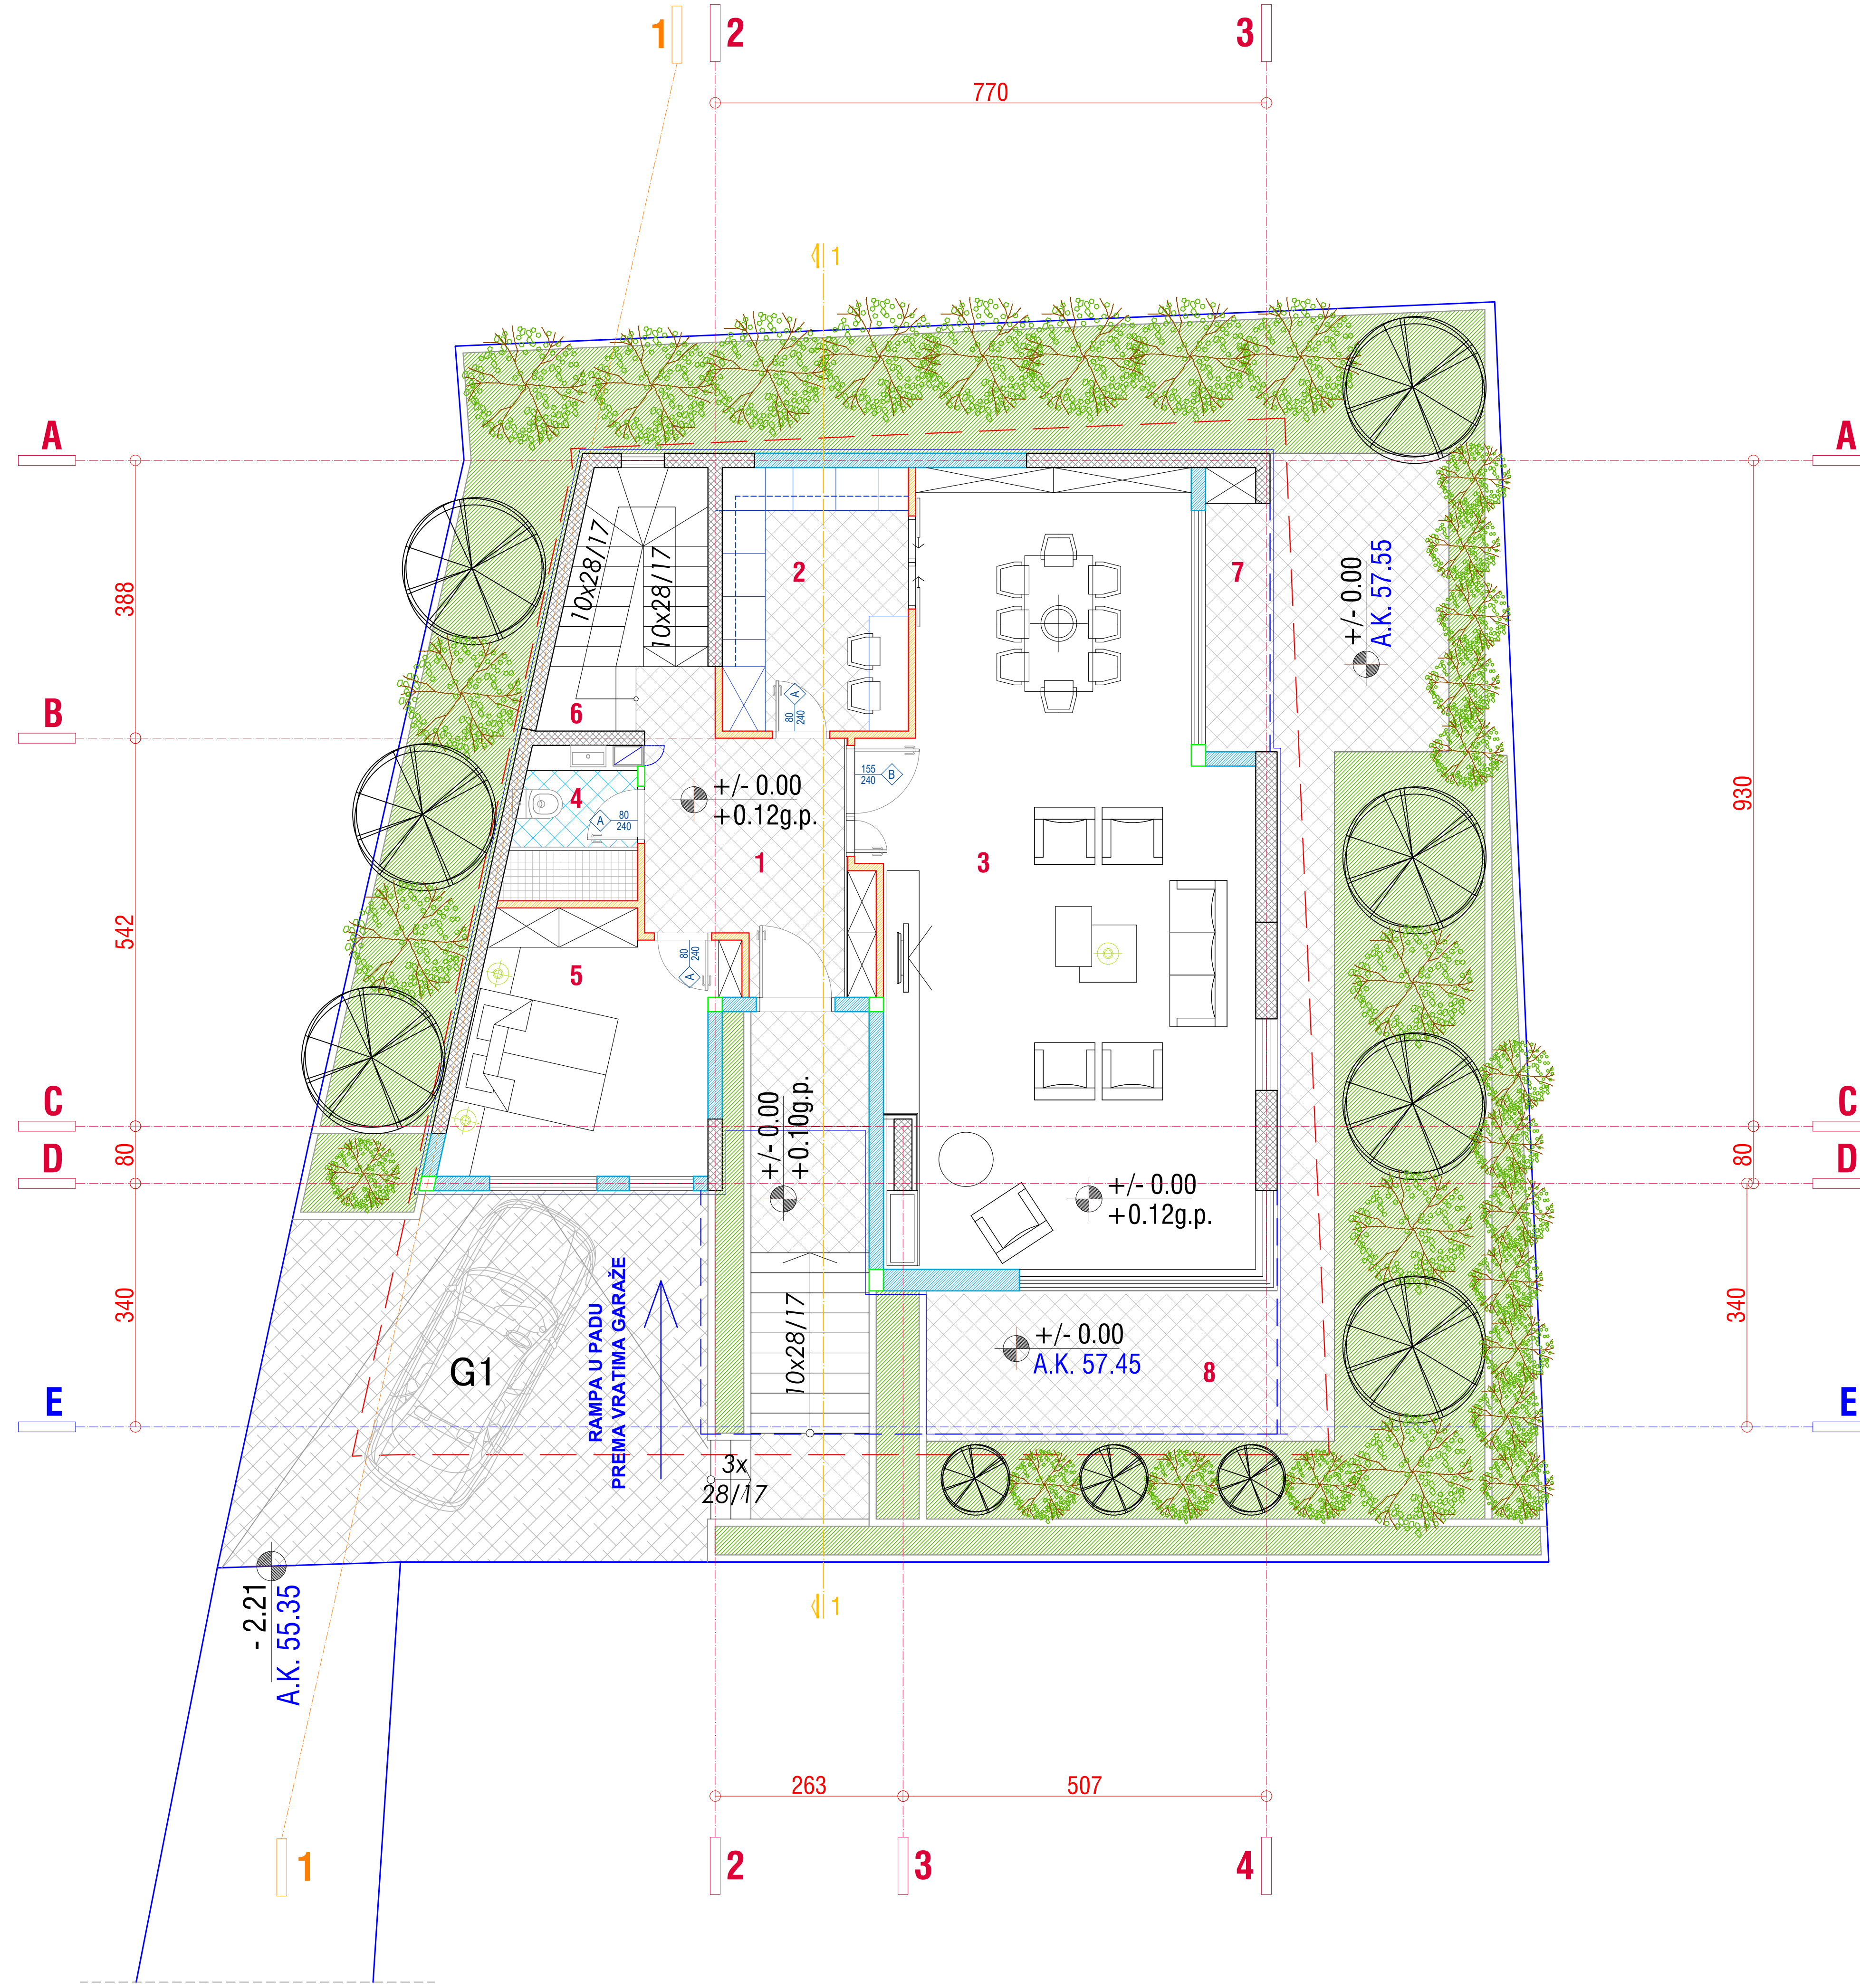 1
2
3
770
1
A
A
10x28/17
10x28/17
2
7
+/- 0.00
A.K. 57.55
388
B
6
A
80
240
155
240
B
4
A
80
240
+/- 0.00
+0.12g.p.
930
1
3
542
5
80
240
A
C
C
+/- 0.00
+0.10g.p.
80
80
D
D
+/- 0.00
+0.12g.p.
340
340
RAMPA U PADU
PREMA VRATIMA GARAŽE
10x28/17
G1
+/- 0.00
A.K. 57.45
8
E
E
3x
28/17
1
- 2.21
A.K. 55.35
263
507
1
2
3
4